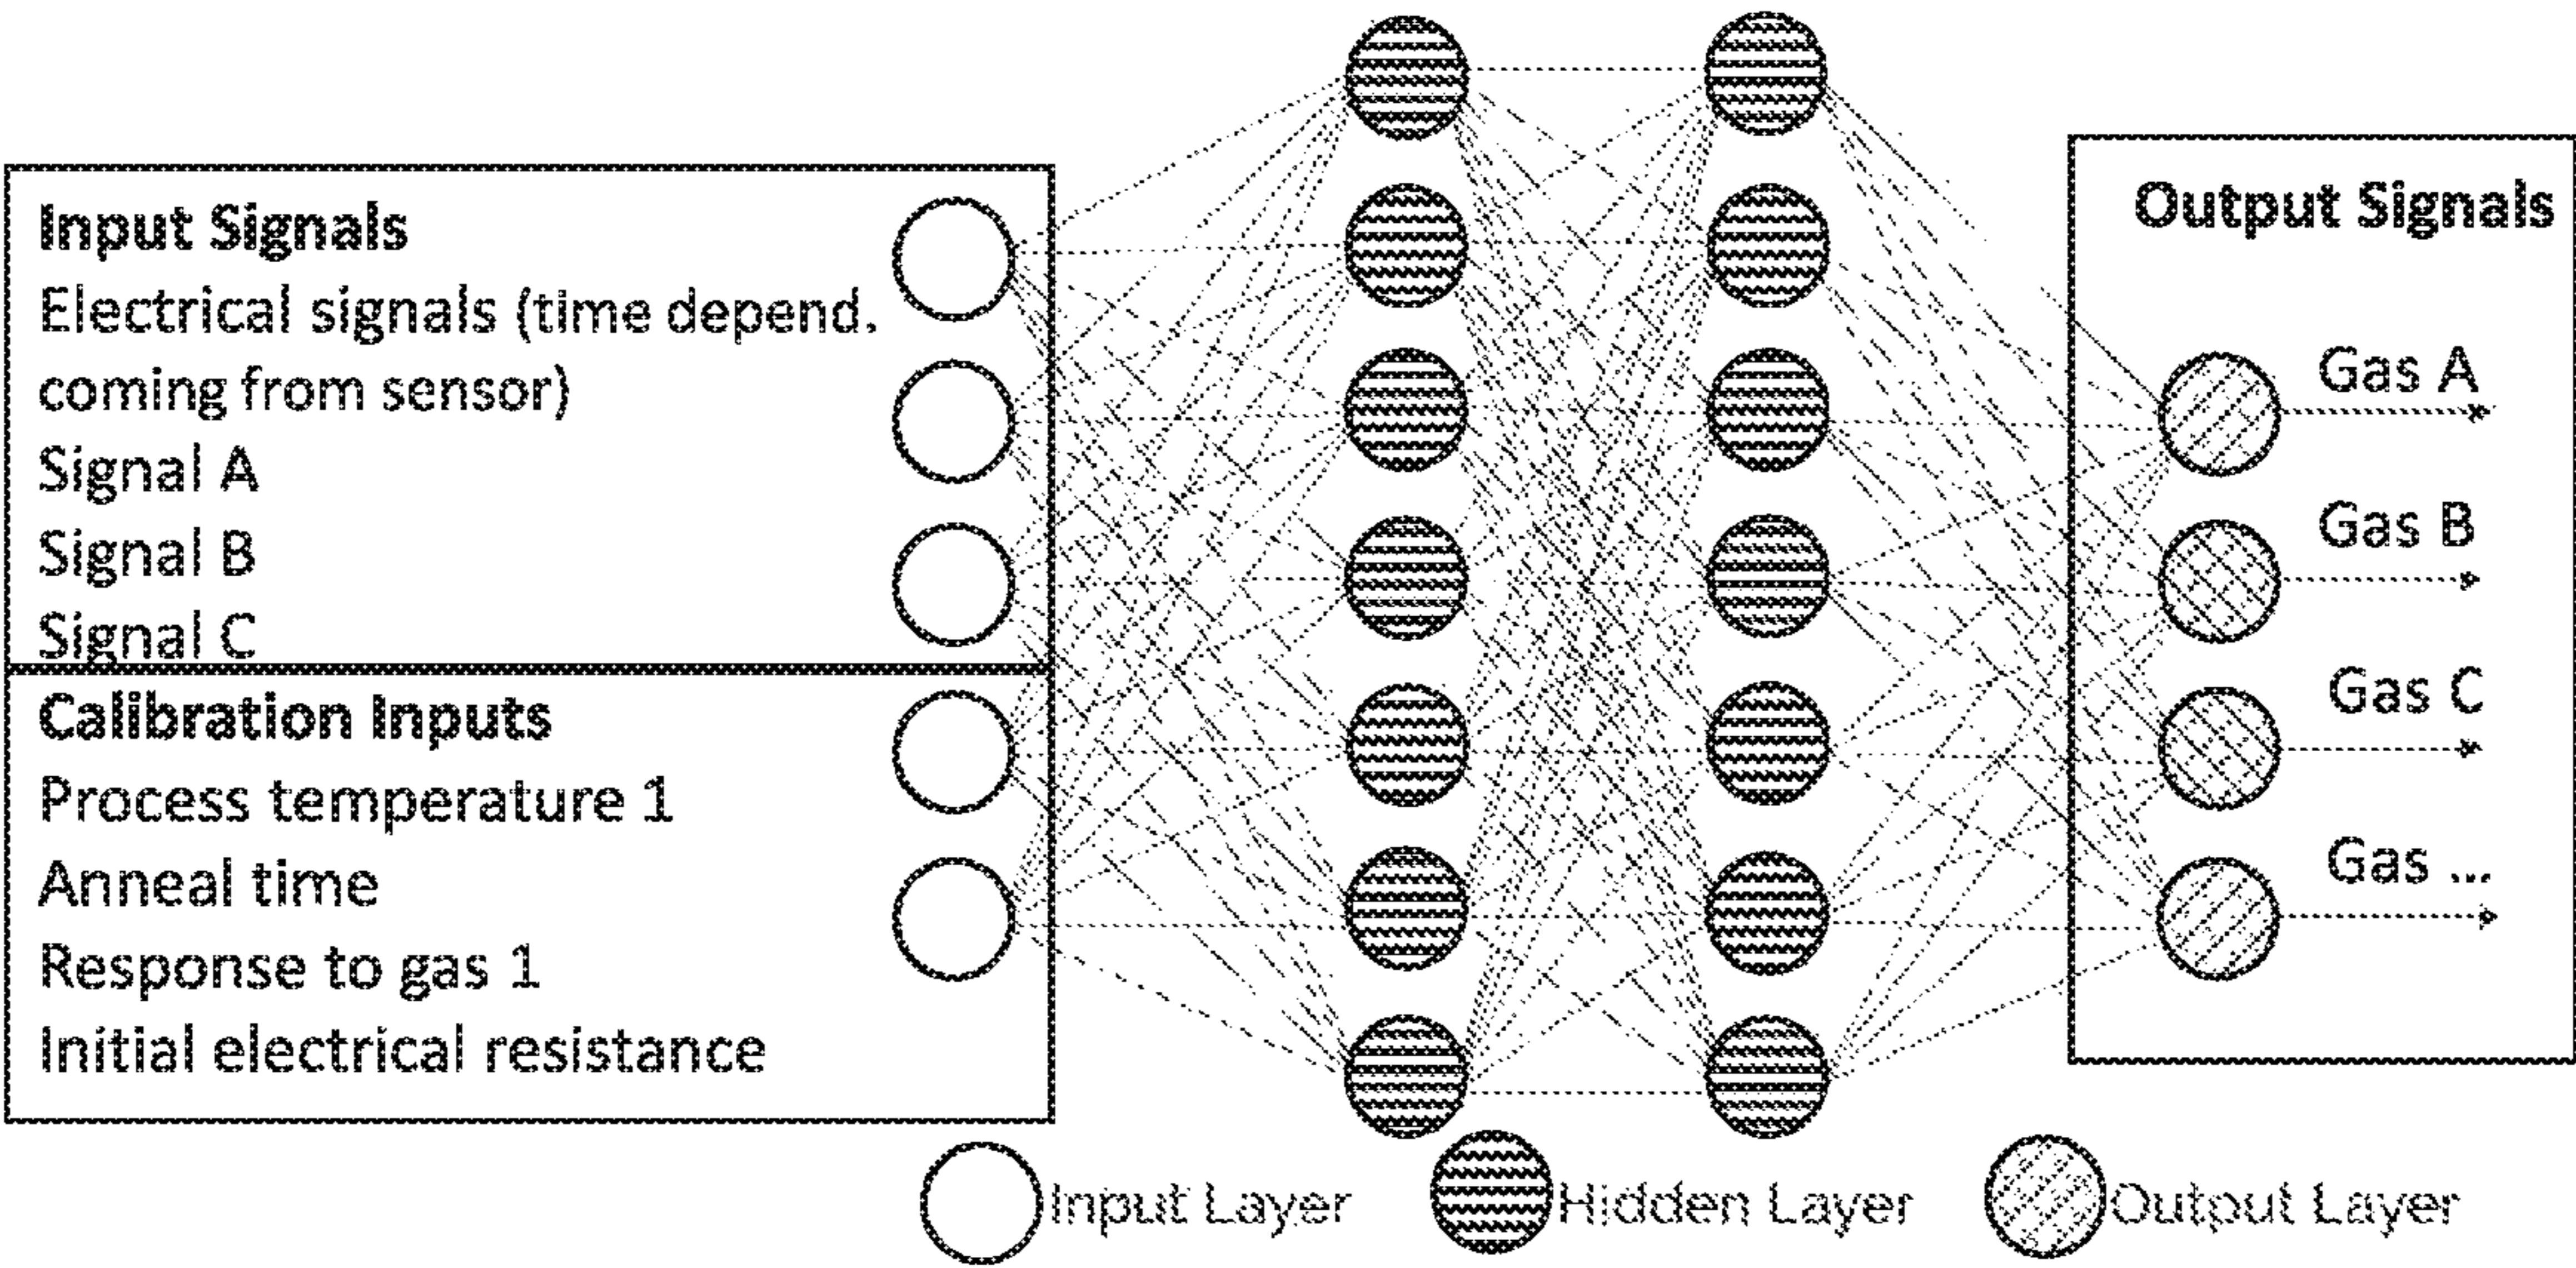 Input Signals
Electrical signals (time depend.
coming from sensor)
Signal A
Signal B
Signal C
Calibration Inputs
Process temperature 1
Anneal time
Response to gas 1
Initial electrical resistance
Output Signals
Gas A
Gas B
Gas C
Gas ...
Input Layer
Hidden Layer
Output Layer